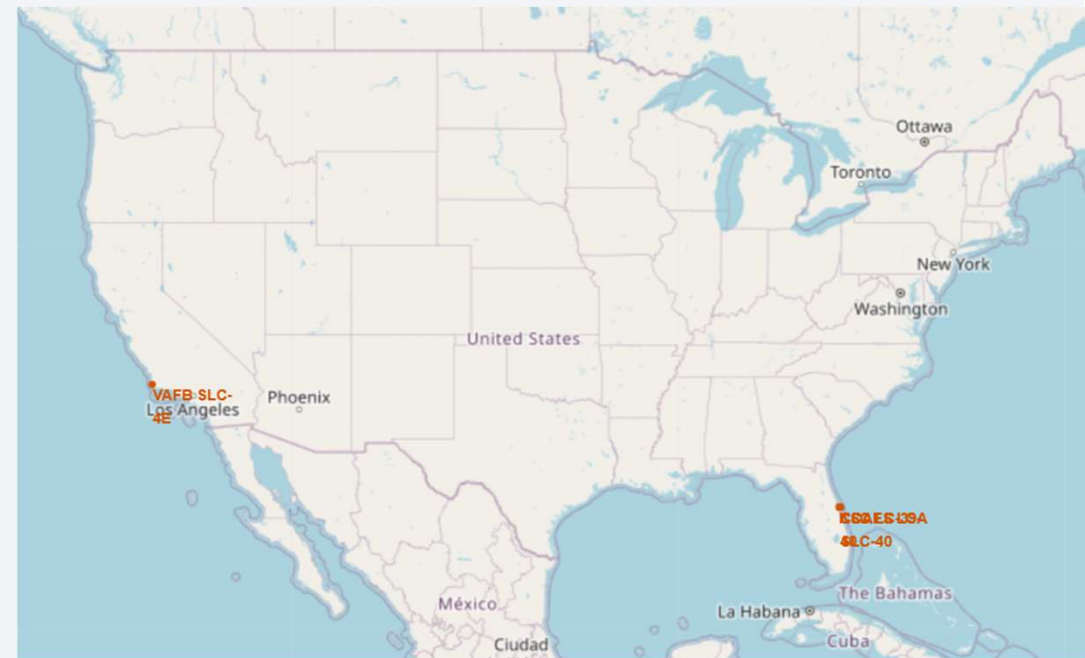 Ottawa
Toronto
New York
Washington
United States
VAFB SLC-
4E
Los Angeles
Phoenix
SLC-40
The Bahamas
México
La Habana
Ciudad
Cuba